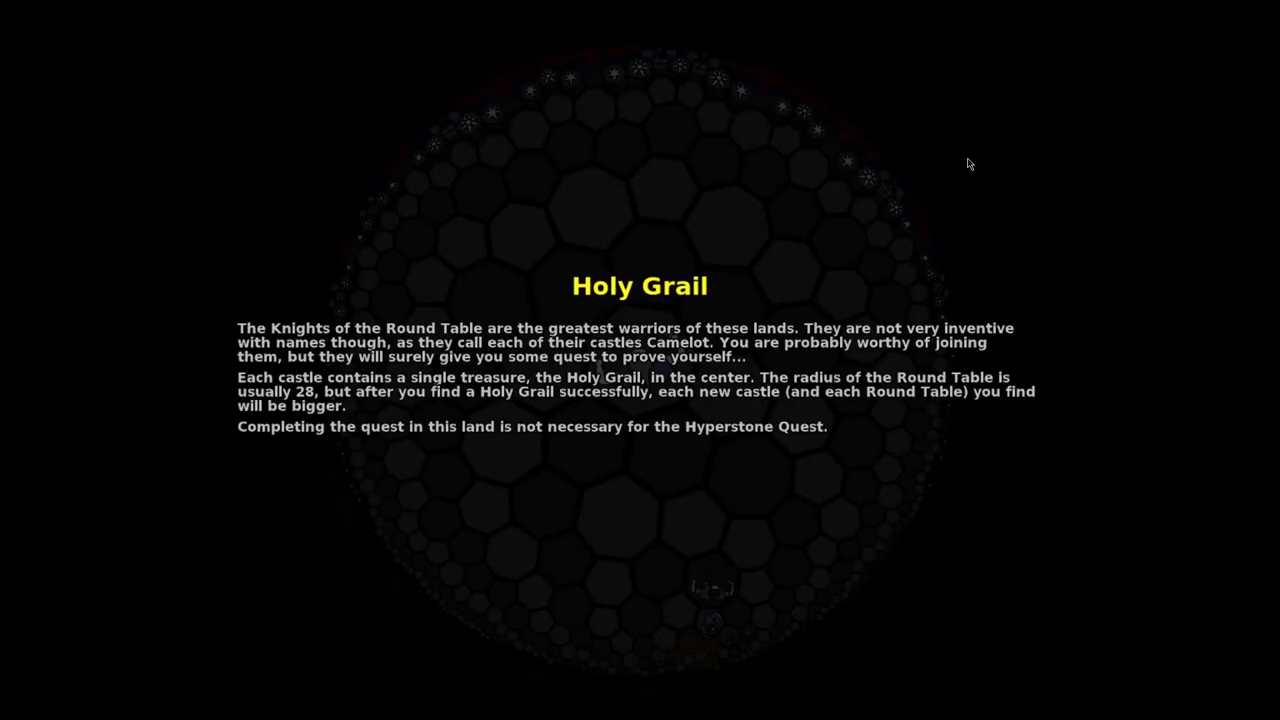 Holy Grail
The Knights of the Round Table are the greatest warriors of these lands. They are not very inventive
with names though, as they call each of their castles Camelot. You are probably worthy of joining
them, but they will surely give you some quest to prove yourself...
Each castle contains a single treasure, the Holy Grail, in the center. The radius of the Round Table is
usually 28, but after you find a Holy Grail successfully, each new castle (and each Round Table) you find
will be bigger.
Completing the quest in this land is not necessary for the Hyperstone Quest.